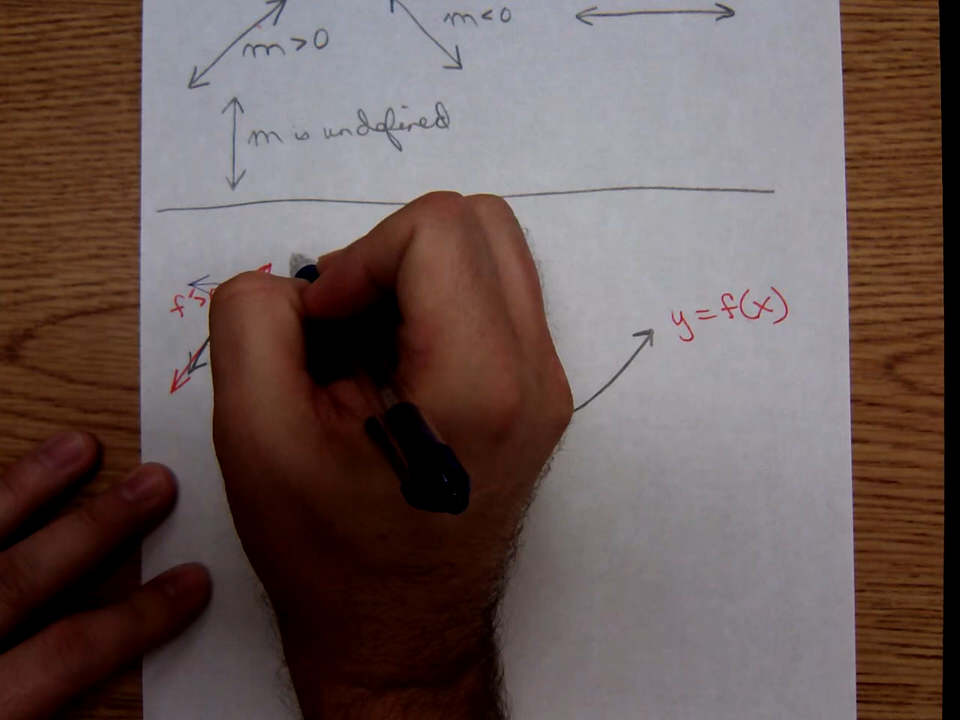 m>0
m<0
m is undefined
y=f(x)